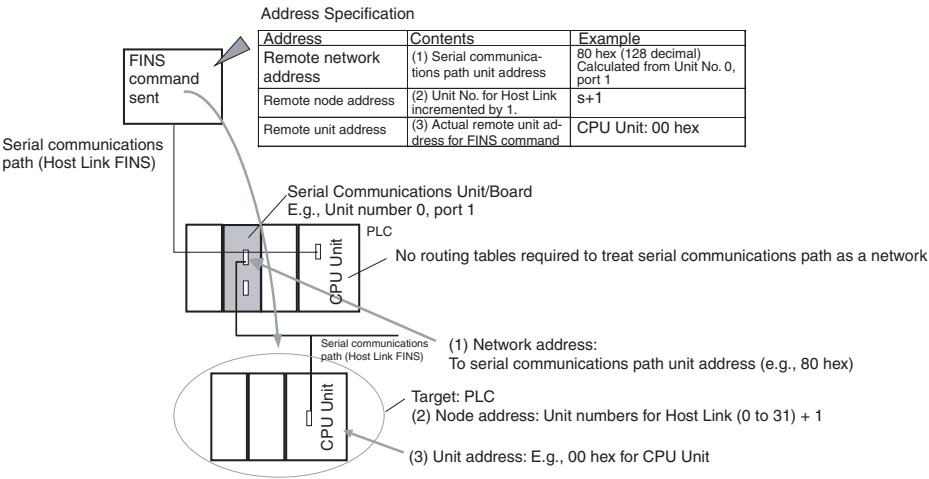 Address Specification
Address Contents Example
Remote network address (1) Serial communica-tions path unit address 80 hex (128 decimal) Calculated from Unit No. 0, port 1
Remote node address (2) Unit No. for Host Link incremented by 1. s+1
Remote unit address (3) Actual remote unit ad-dress for FINS command CPU Unit: 00 hex
FINS
command
sent
Serial communications
path (Host Link FINS)
Serial Communications Unit/Board
E.g., Unit number 0, port 1
PLC
CPU Unit
No routing tables required to treat serial communications path as a network
Serial communications
path (Host Link FINS)
(1) Network address:
To serial communications path unit address (e.g., 80 hex)
CPU Unit
Target: PLC
(2) Node address: Unit numbers for Host Link (0 to 31) + 1
(3) Unit address: E.g., 00 hex for CPU Unit